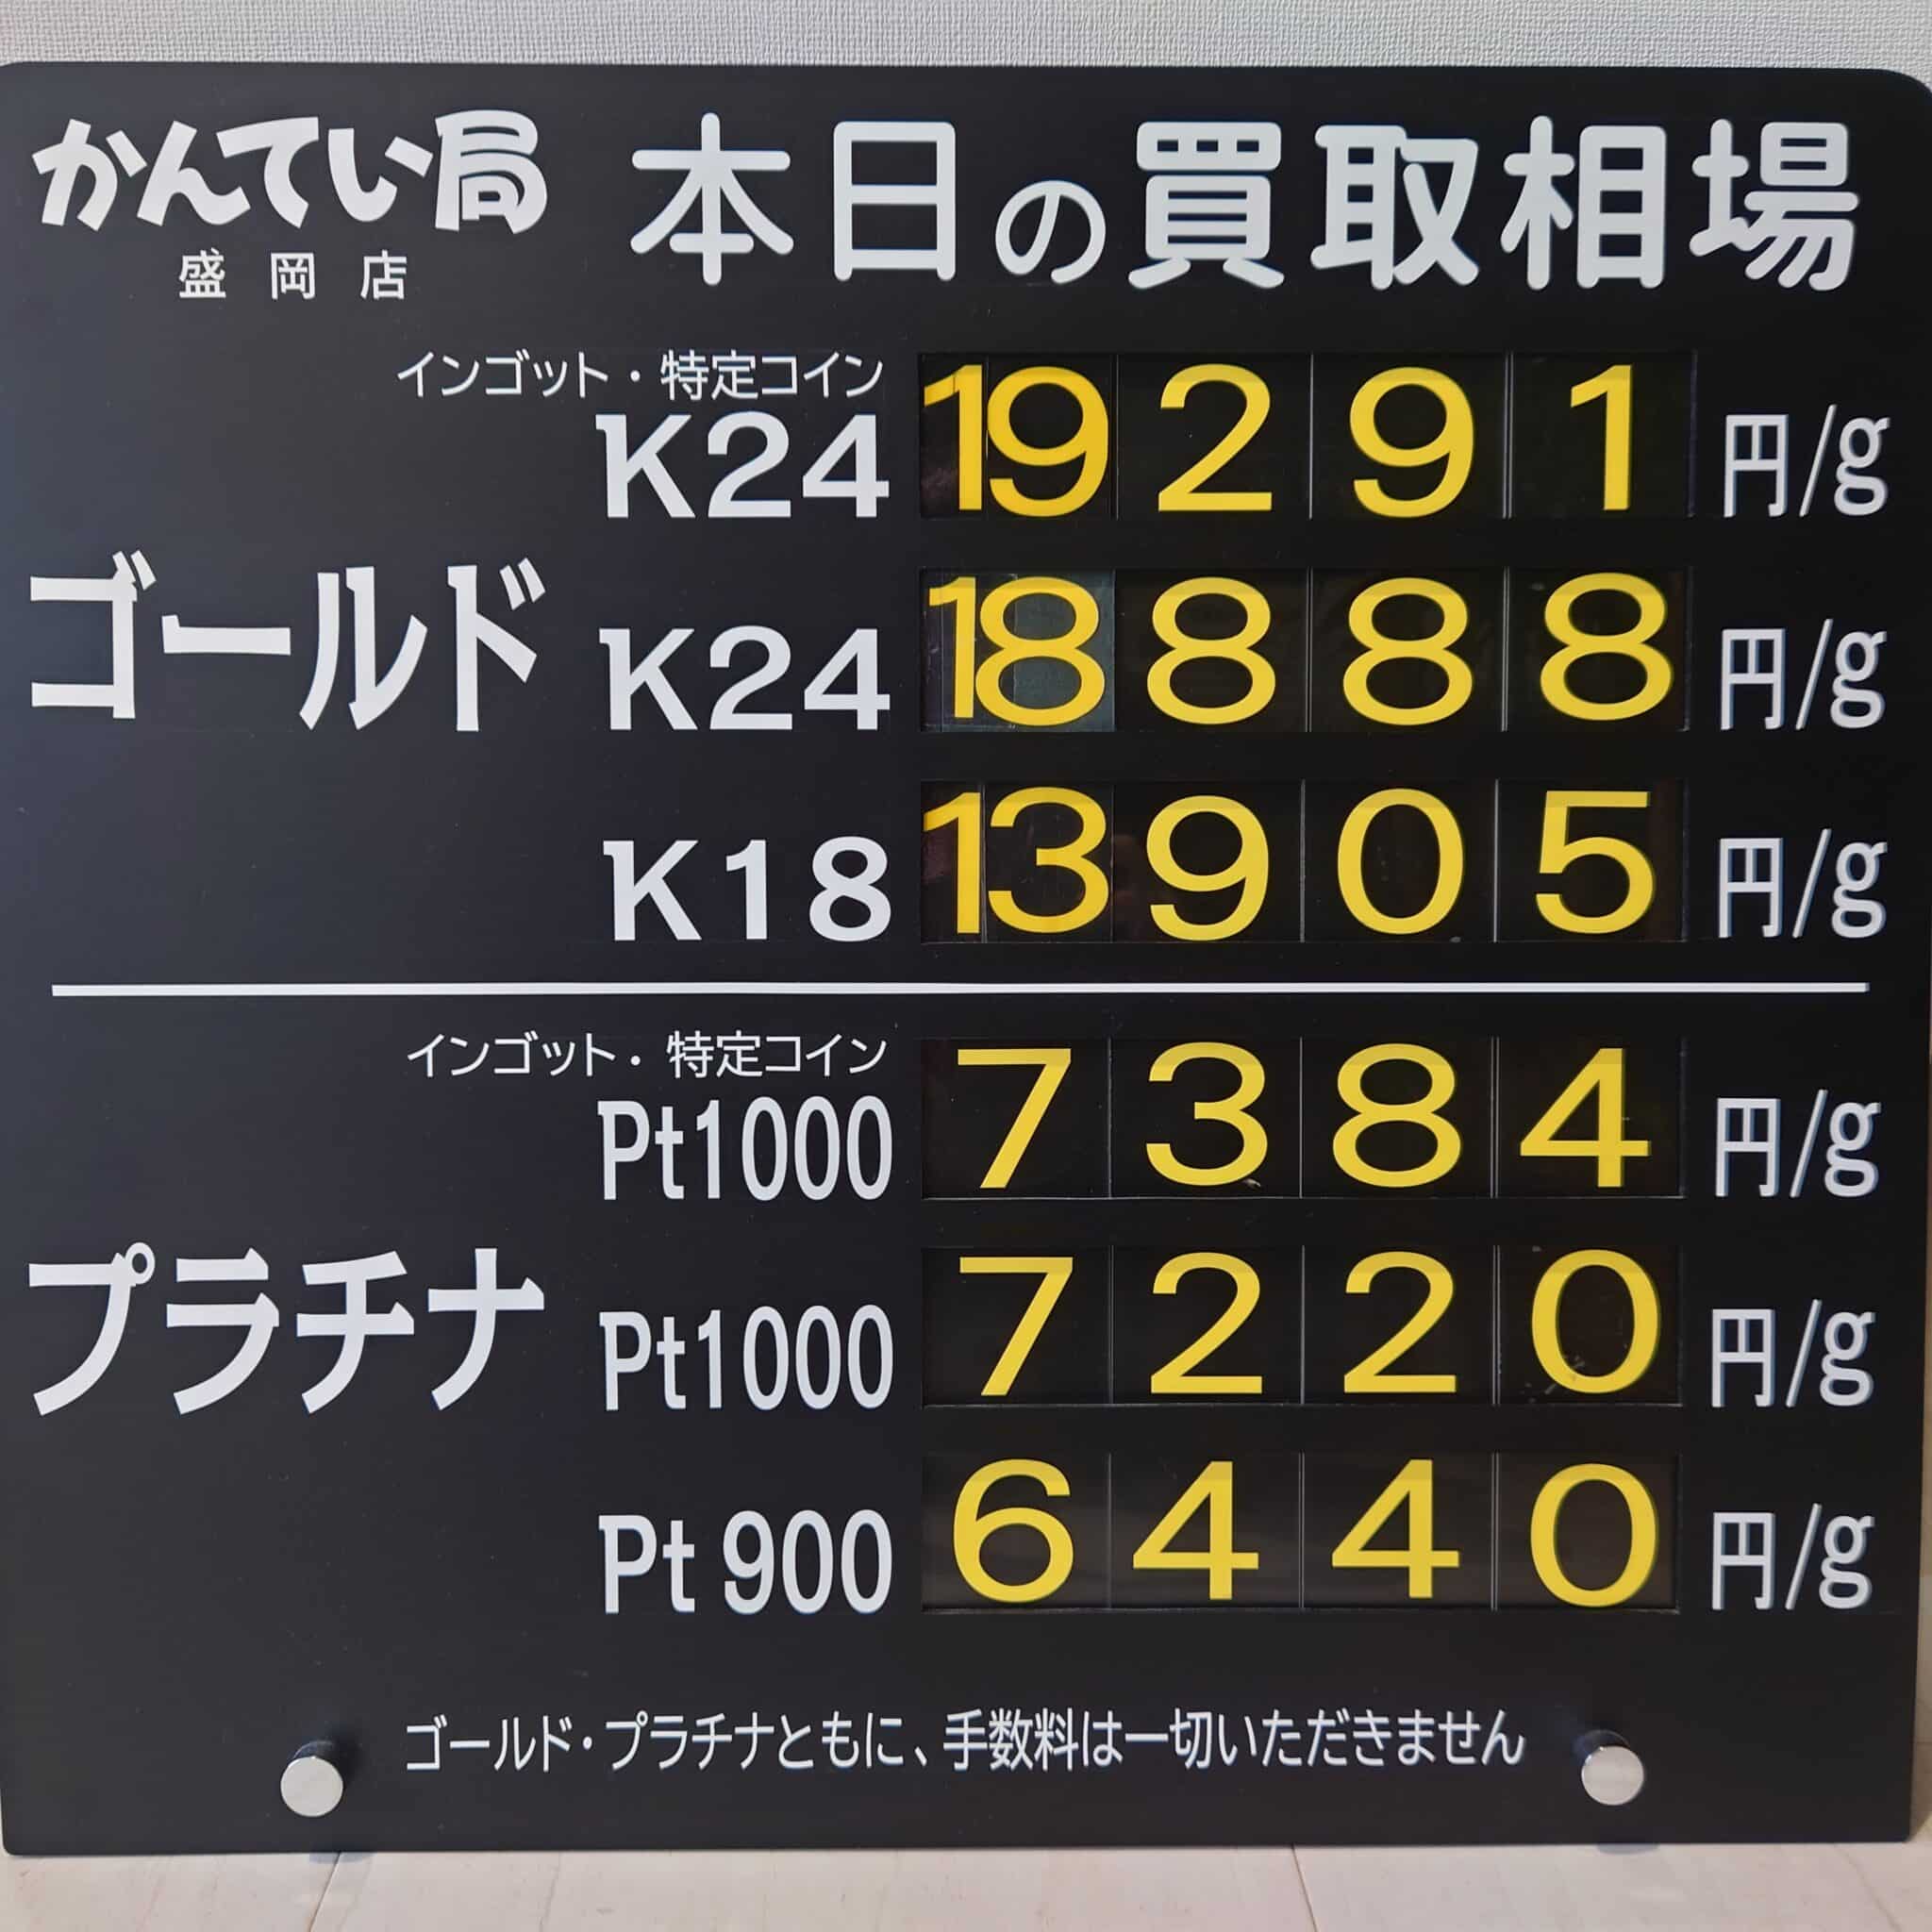 かんてい局 本日の買取相場
盛岡店
インゴット・特定コイン
K24 19291 円/g
ゴールド K24 18888 円/g
K18 13905 円/g
インゴット・特定コイン
Pt1000 7384 円/g
プラチナ Pt1000 7220 円/g
Pt900 6440 円/g
ゴールド・プラチナともに、手数料は一切いただきません